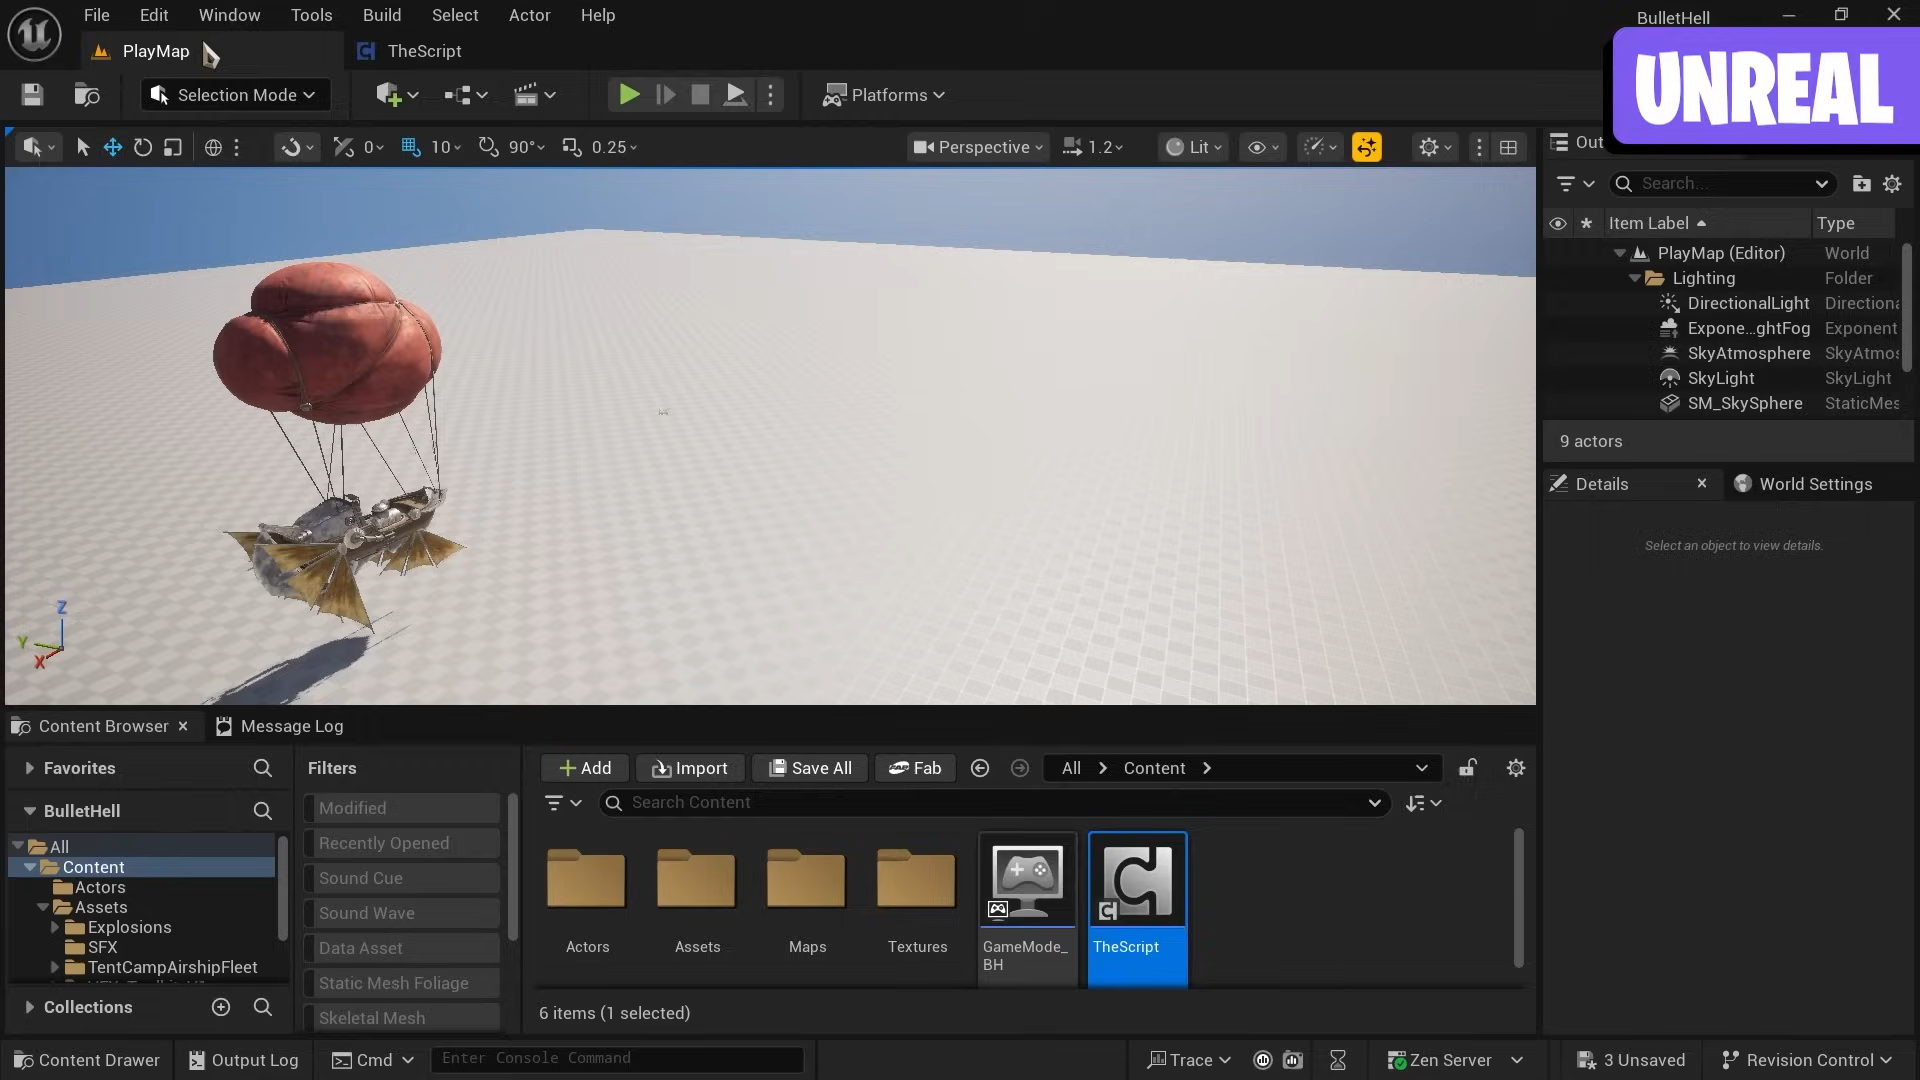 File Edit Window Tools Build Select Actor Help
BulletHell
PlayMap
TheScript
UNREAL
Selection Mode
Platforms
0
10
90°
0.25
Perspective
1.2
Lit
Out
Search...
Item Label
Type
PlayMap (Editor) World
Lighting Folder
DirectionalLight Directiona
Expone...ghtFog Exponent
SkyAtmosphere SkyAtmos
SkyLight SkyLight
SM_SkySphere StaticMes
9 actors
Details
World Settings
Select an object to view details.
Z
Y
X
Content Browser
Message Log
Favorites
Filters
Add
Import
Save All
Fab
All
Content
Modified
Search Content
BulletHell
Recently Opened
All
Content
Sound Cue
Actors
Assets
Sound Wave
Explosions
SFX
Data Asset
TentCampAirshipFleet
Static Mesh Foliage
Actors
Assets
Maps
Textures
GameMode_
BH
TheScript
Collections
Skeletal Mesh
6 items (1 selected)
Content Drawer
Output Log
Cmd
Enter Console Command
Trace
Zen Server
3 Unsaved
Revision Control